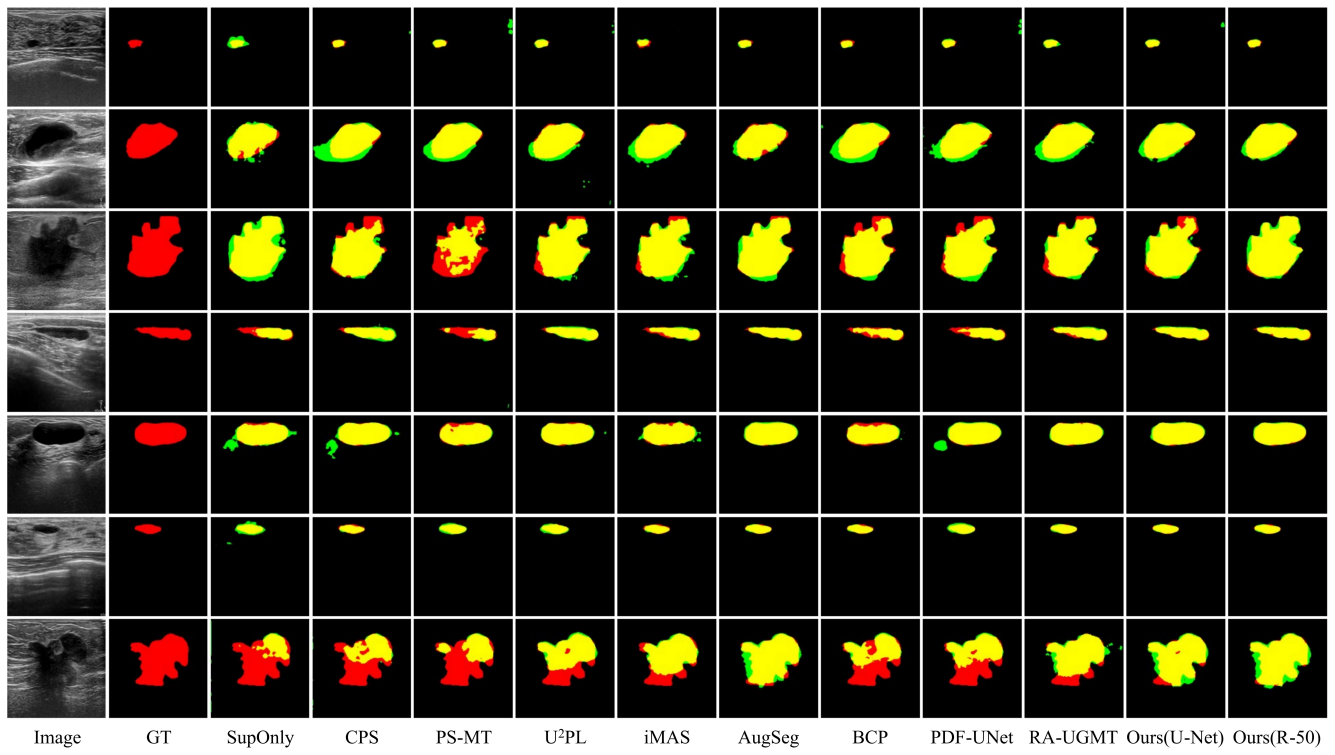 Image GT SupOnly CPS PS-MT U²PL iMAS AugSeg BCP PDF-UNet RA-UGMT Ours(U-Net) Ours(R-50)